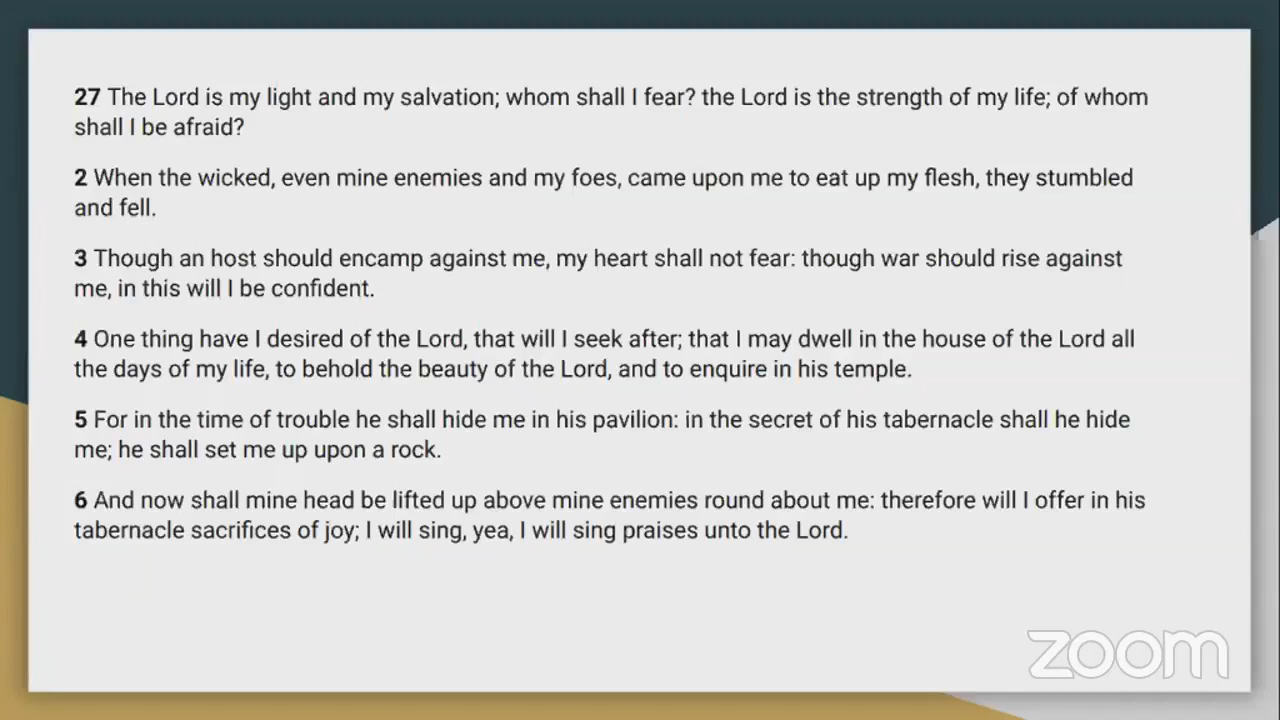 27 The Lord is my light and my salvation; whom shall I fear? the Lord is the strength of my life; of whom
shall I be afraid?
2 When the wicked, even mine enemies and my foes, came upon me to eat up my flesh, they stumbled
and fell.
3 Though an host should encamp against me, my heart shall not fear: though war should rise against
me, in this will I be confident.
4 One thing have I desired of the Lord, that will I seek after; that I may dwell in the house of the Lord all
the days of my life, to behold the beauty of the Lord, and to enquire in his temple.
5 For in the time of trouble he shall hide me in his pavilion: in the secret of his tabernacle shall he hide
me; he shall set me up upon a rock.
6 And now shall mine head be lifted up above mine enemies round about me: therefore will I offer in his
tabernacle sacrifices of joy; I will sing, yea, I will sing praises unto the Lord.
zoom